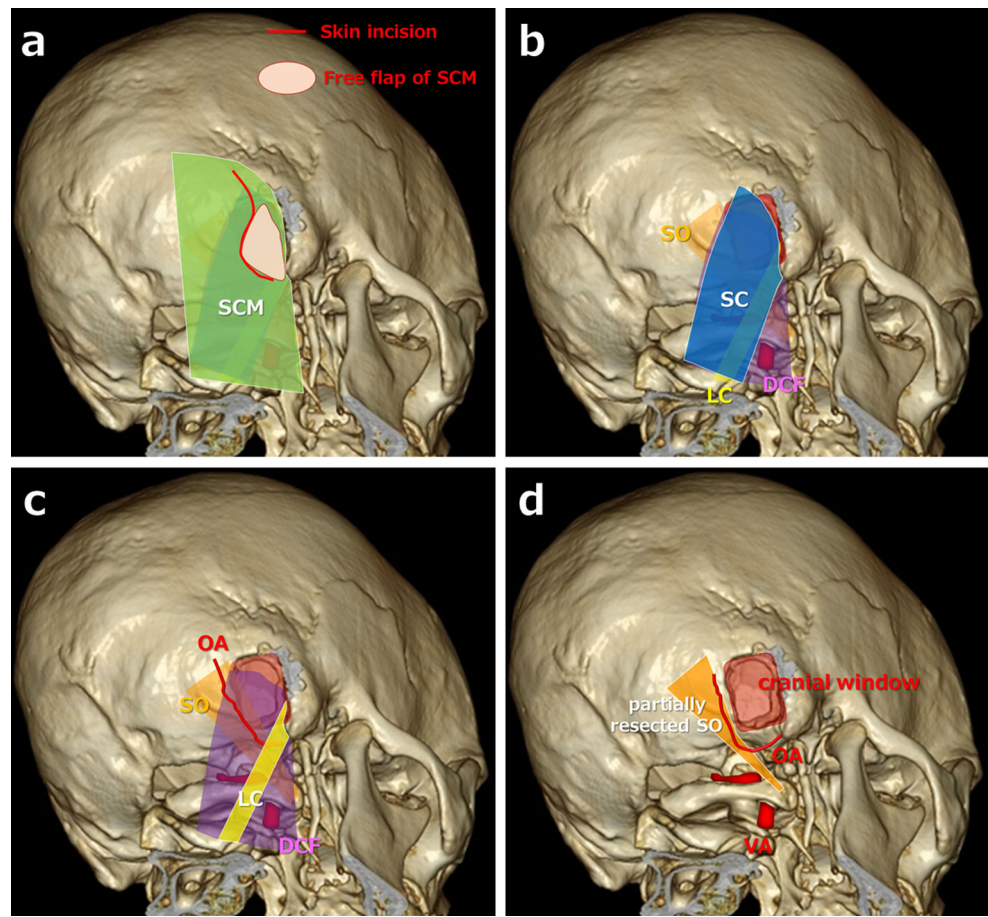 a
Skin incision
Free flap of SCM
SCM
b
SO
SC
LC
DCF
c
OA
SO
LC
DCF
d
cranial window
partially
resected SO
OA
VA